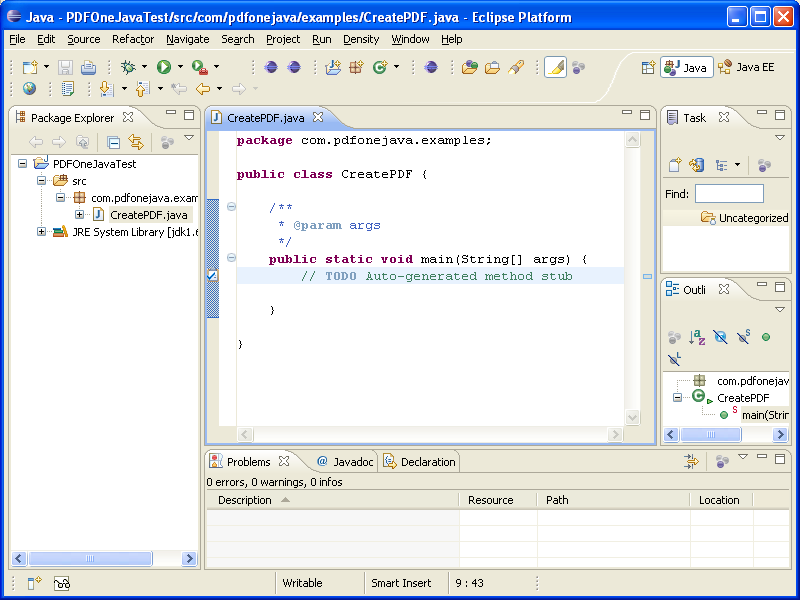 Java - PDFOneJavaTest/src/com/pdfonejava/examples/CreatePDF.java - Eclipse Platform
File Edit Source Refactor Navigate Search Project Run Density Window Help
Java Java EE
Package Explorer
PDFOneJavaTest
src
com.pdfonejava.exam
CreatePDF.java
JRE System Library [jdk1.6
CreatePDF.java
package com.pdfonejava.examples;
public class CreatePDF {
/**
* @param args
*/
public static void main(String[] args) {
// TODO Auto-generated method stub
}
}
Task
Find:
Uncategorized
Outli
com.pdfonejav
CreatePDF
main(Strin
Problems Javadoc Declaration
0 errors, 0 warnings, 0 infos
Description Resource Path Location
Writable Smart Insert 9 : 43